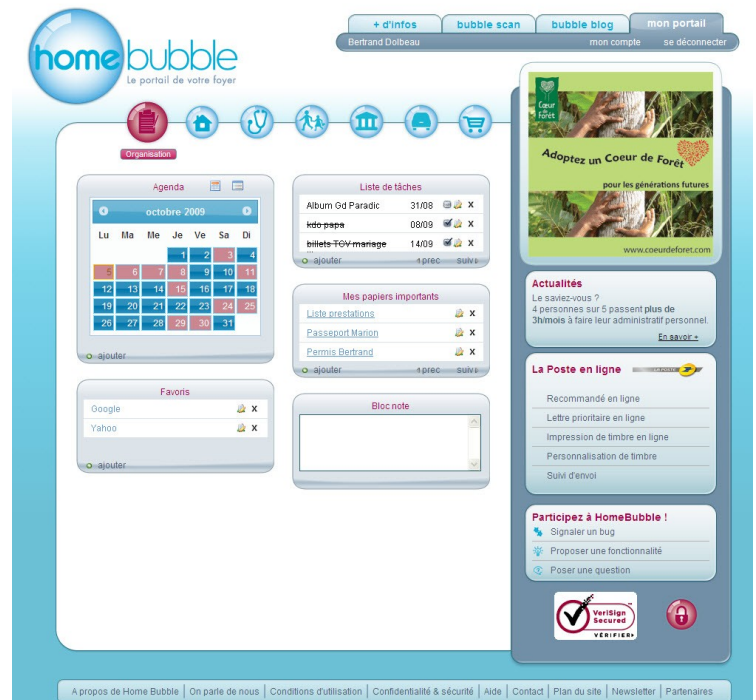 + d'infos
bubble scan
bubble blog
mon portail
Bertrand Dolbeau
mon compte
se déconnecter
homebubble
Le portail de votre foyer
Organisation
Agenda
octobre 2009
Lu Ma Me Je Ve Sa Di
1 2 3 4
5 6 7 8 9 10 11
12 13 14 15 16 17 18
19 20 21 22 23 24 25
26 27 28 29 30 31
ajouter
Favoris
Google X
Yahoo X
ajouter
Liste de tâches
Album Gd Paradic 31/08 X
kdo papa 08/09 X
billets TGV mariage 14/09 X
...
ajouter prec suiv
Mes papiers importants
Liste prestations X
Passeport Marion X
Permis Bertrand X
ajouter prec suiv
Bloc note
Cœur de Forêt
Adoptez un Coeur de Forêt
pour les générations futures
www.coeurdeforet.com
Actualités
Le saviez-vous ?
4 personnes sur 5 passent plus de
3h/mois à faire leur administratif personnel.
En savoir +
La Poste en ligne
LA POSTE
Recommandé en ligne
Lettre prioritaire en ligne
Impression de timbre en ligne
Personnalisation de timbre
Suivi d'envoi
Participez à HomeBubble !
Signaler un bug
Proposer une fonctionnalité
Poser une question
VeriSign
Secured
VERIFIER
A propos de Home Bubble | On parle de nous | Conditions d'utilisation | Confidentialité & sécurité | Aide | Contact | Plan du site | Newsletter | Partenaires